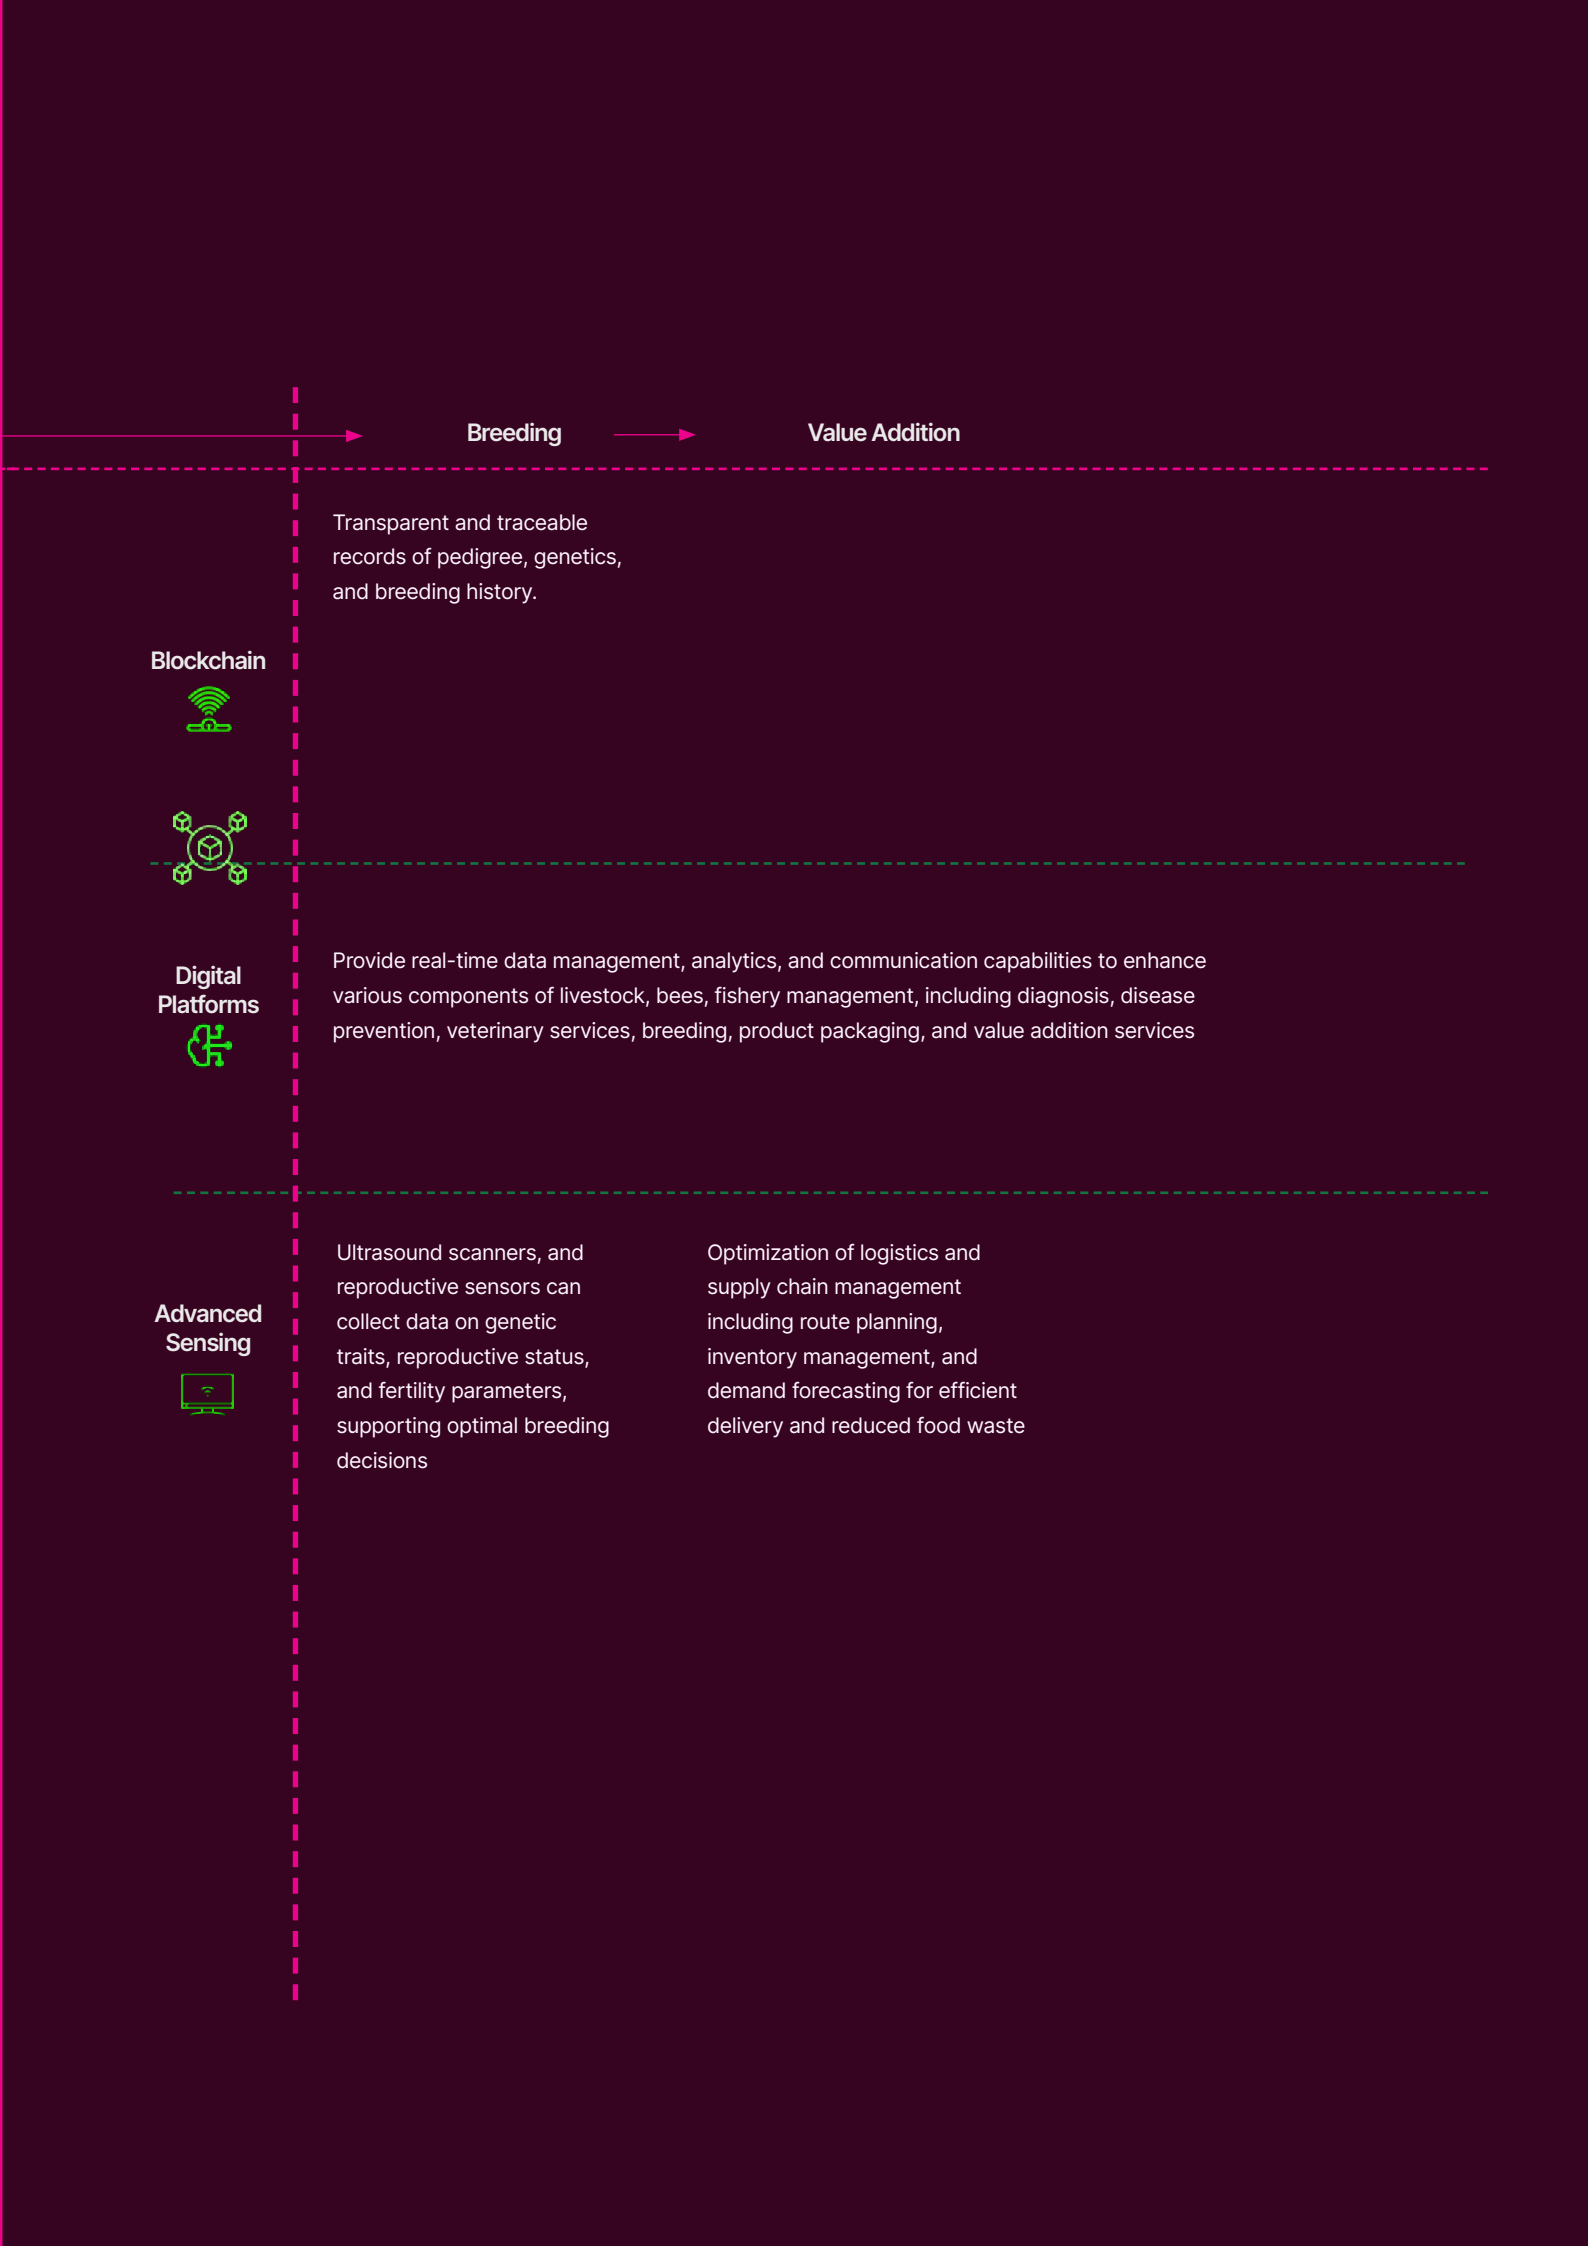 Breeding
Value Addition
Transparent and traceable
records of pedigree, genetics,
and breeding history.
Blockchain
Digital
Platforms
Provide real-time data management, analytics, and communication capabilities to enhance
various components of livestock, bees, fishery management, including diagnosis, disease
prevention, veterinary services, breeding, product packaging, and value addition services
Advanced
Sensing
Ultrasound scanners, and
reproductive sensors can
collect data on genetic
traits, reproductive status,
and fertility parameters,
supporting optimal breeding
decisions
Optimization of logistics and
supply chain management
including route planning,
inventory management, and
demand forecasting for efficient
delivery and reduced food waste